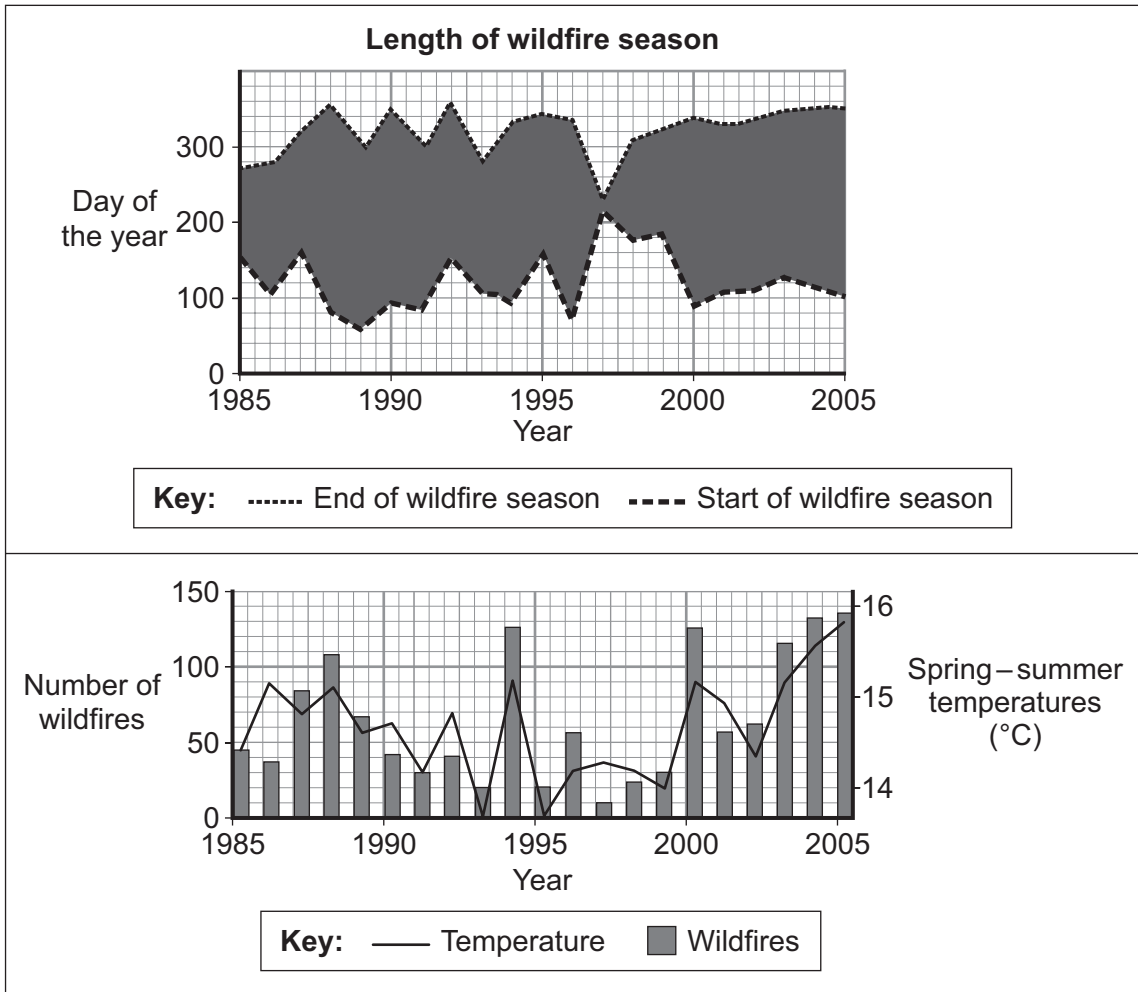 Length of wildfire season
300
200
100
0
Day of
the year
1985 1990 1995 2000 2005
Year
Key: End of wildfire season Start of wildfire season
150
100
50
0
Number of
wildfires
16
15
14
Spring–summer
temperatures
(°C)
1985 1990 1995 2000 2005
Year
Key: Temperature Wildfires